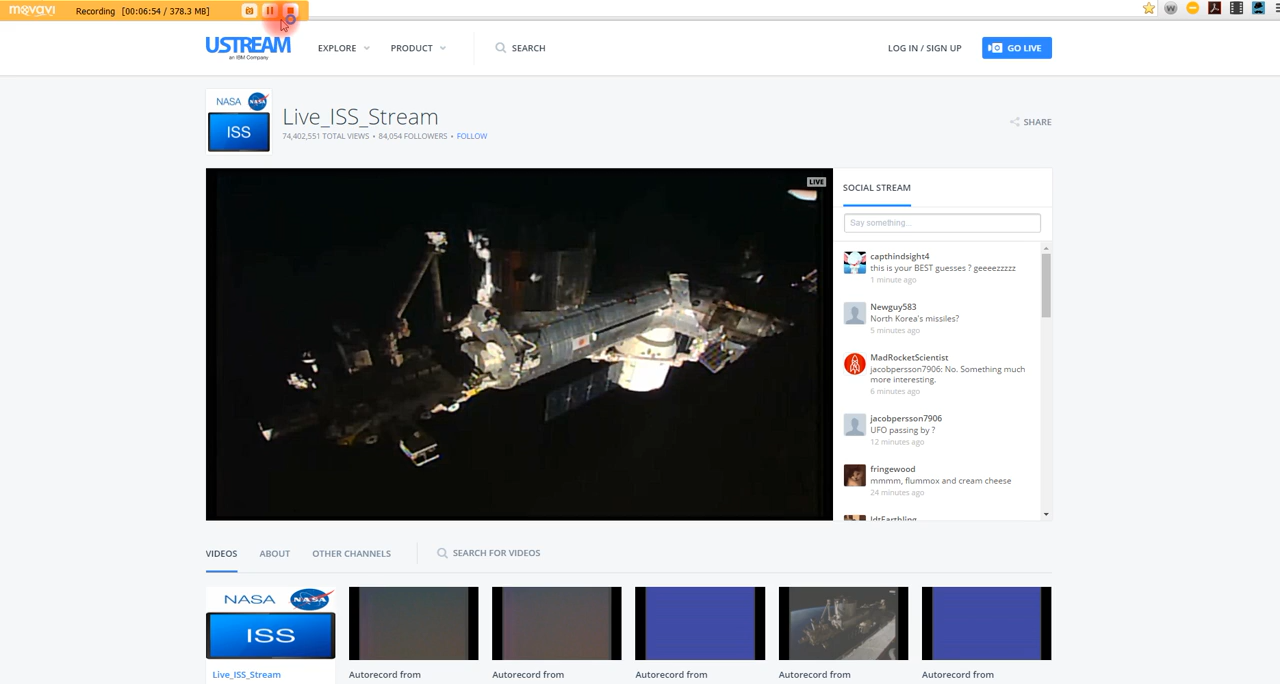 movavi Recording [00:06:54 / 378.3 MB]
USTREAM
an IBM Company
EXPLORE PRODUCT SEARCH LOG IN / SIGN UP GO LIVE
NASA NASA
ISS
Live_ISS_Stream
74,402,551 TOTAL VIEWS • 84,054 FOLLOWERS • FOLLOW
SHARE
LIVE
SOCIAL STREAM
Say something...
capthindsight4
this is your BEST guesses ? geeeezzzzz
1 minute ago
Newguy583
North Korea's missiles?
5 minutes ago
MadRocketScientist
jacobpersson7906: No. Something much
more interesting.
6 minutes ago
jacobpersson7906
UFO passing by ?
12 minutes ago
fringewood
mmmm, flummox and cream cheese
24 minutes ago
VIDEOS ABOUT OTHER CHANNELS SEARCH FOR VIDEOS
NASA NASA
ISS
Live_ISS_Stream Autorecord from Autorecord from Autorecord from Autorecord from Autorecord from